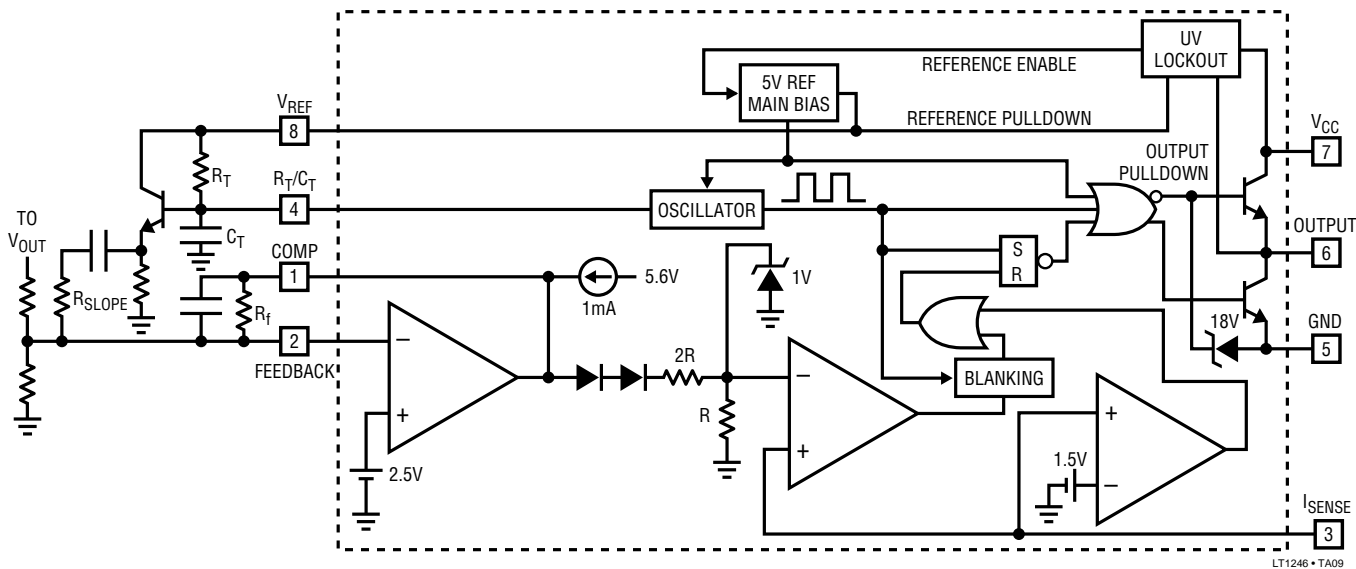 UV
LOCKOUT
REFERENCE ENABLE
5V REF
MAIN BIAS
V_REF
8
REFERENCE PULLDOWN
V_CC
7
OUTPUT
PULLDOWN
R_T
R_T/C_T
4
OSCILLATOR
TO
V_OUT
C_T
COMP
1
S
R
OUTPUT
6
5.6V
1mA
1V
R_SLOPE
R_f
18V
GND
5
2
FEEDBACK
2R
BLANKING
−
−
+
R
+
+
2.5V
1.5V
−
I_SENSE
3
LT1246 • TA09